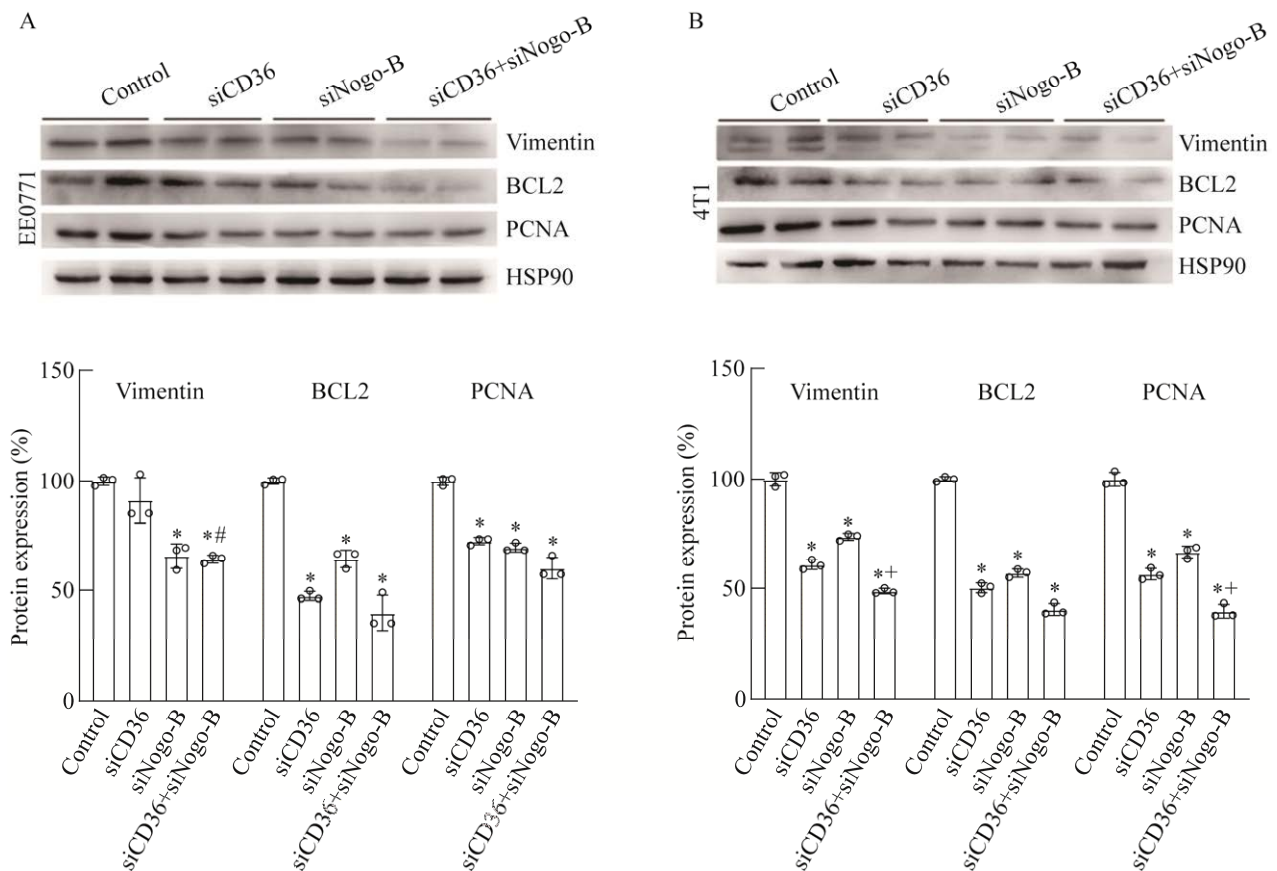 A
Control
siCD36
siNogo-B
siCD36+siNogo-B
EE0771
Vimentin
BCL2
PCNA
HSP90
Protein expression (%)
150
100
50
0
Vimentin
BCL2
PCNA
*
*#
*
*
*
*
*
*
Control
siCD36
siNogo-B
siCD36+siNogo-B
Control
siCD36
siNogo-B
siCD36+siNogo-B
Control
siCD36
siNogo-B
siCD36+siNogo-B
B
Control
siCD36
siNogo-B
siCD36+siNogo-B
4T1
Vimentin
BCL2
PCNA
HSP90
Protein expression (%)
150
100
50
0
Vimentin
BCL2
PCNA
*
*
*+
*
*
*
*
*
*+
Control
siCD36
siNogo-B
siCD36+siNogo-B
Control
siCD36
siNogo-B
siCD36+siNogo-B
Control
siCD36
siNogo-B
siCD36+siNogo-B